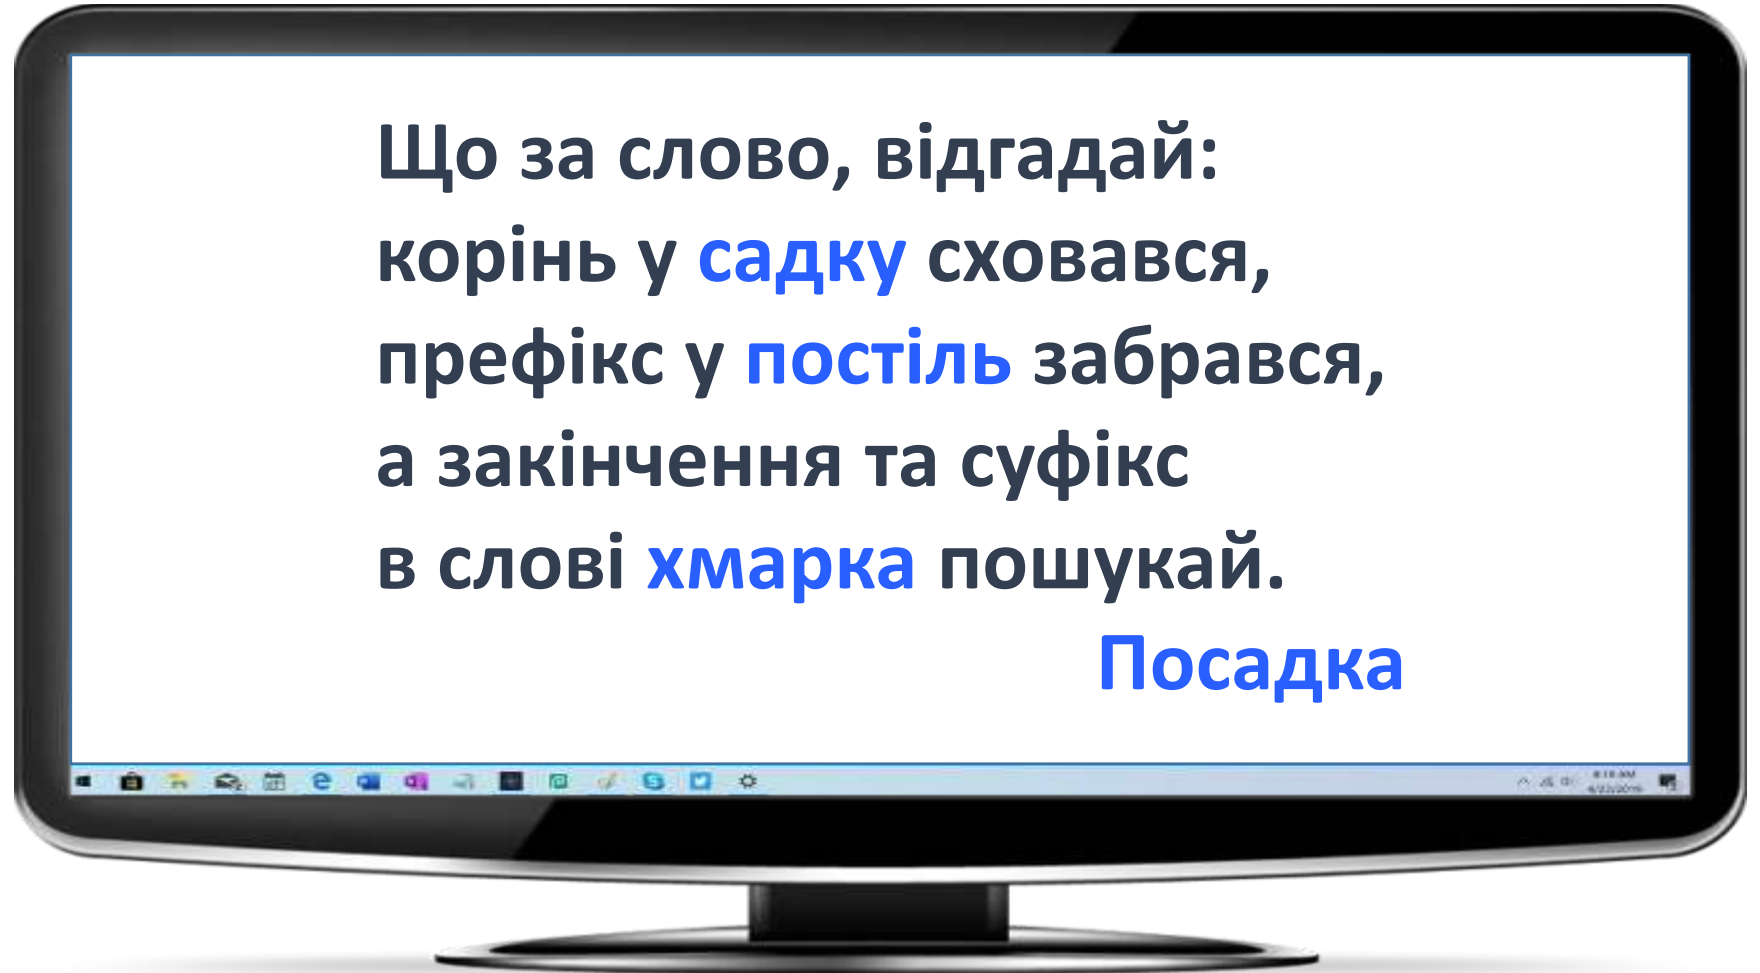 Що за слово, відгадай:
корінь у садку сховався,
префікс у постіль забрався,
а закінчення та суфікс
в слові хмарка пошукай.
Посадка